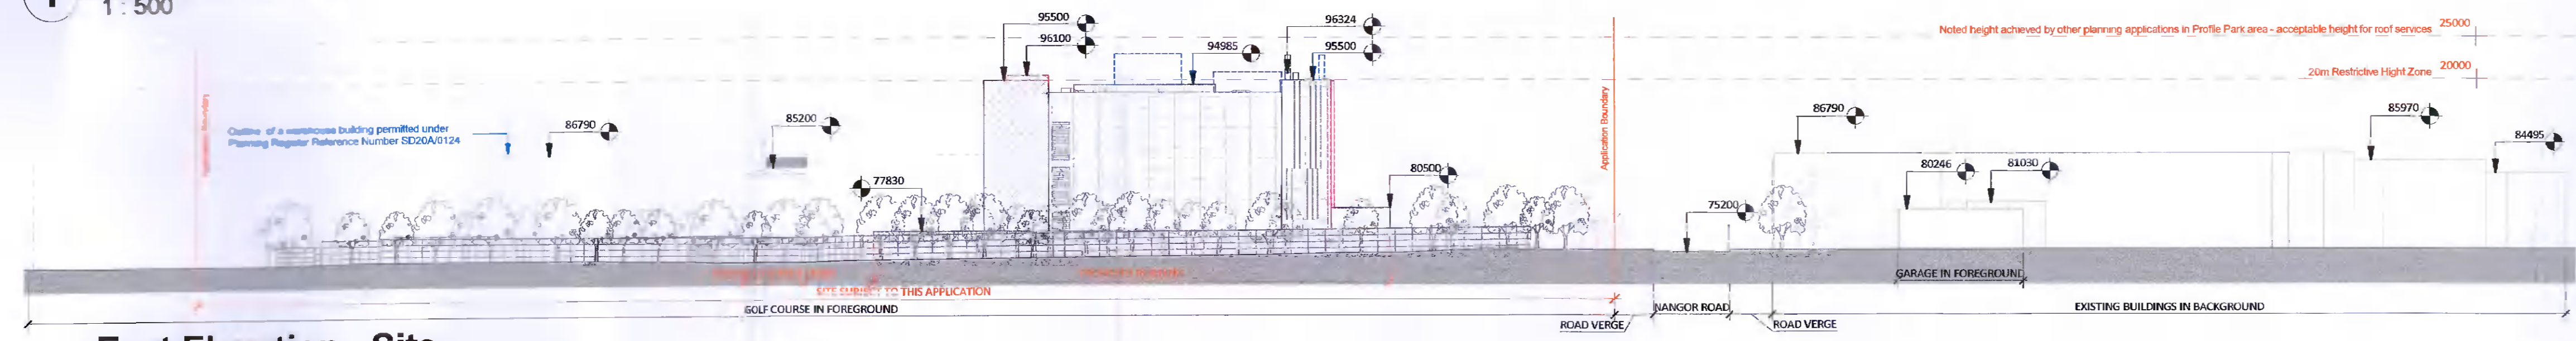 1 : 500
95500
96324
96100
94985
95500
Noted height achieved by other planning applications in Profile Park area - acceptable height for roof services 25000
20m Restrictive Hight Zone 20000
Application Boundary
Application Boundary
Outline of a warehouse building permitted under
Planning Register Reference Number SD20A/0124
86790
85200
77830
80500
75200
86790
80246
81030
85970
84495
SITE SUBJECT TO THIS APPLICATION
GOLF COURSE IN FOREGROUND
ROAD VERGE
NANGOR ROAD
ROAD VERGE
GARAGE IN FOREGROUND
EXISTING BUILDINGS IN BACKGROUND